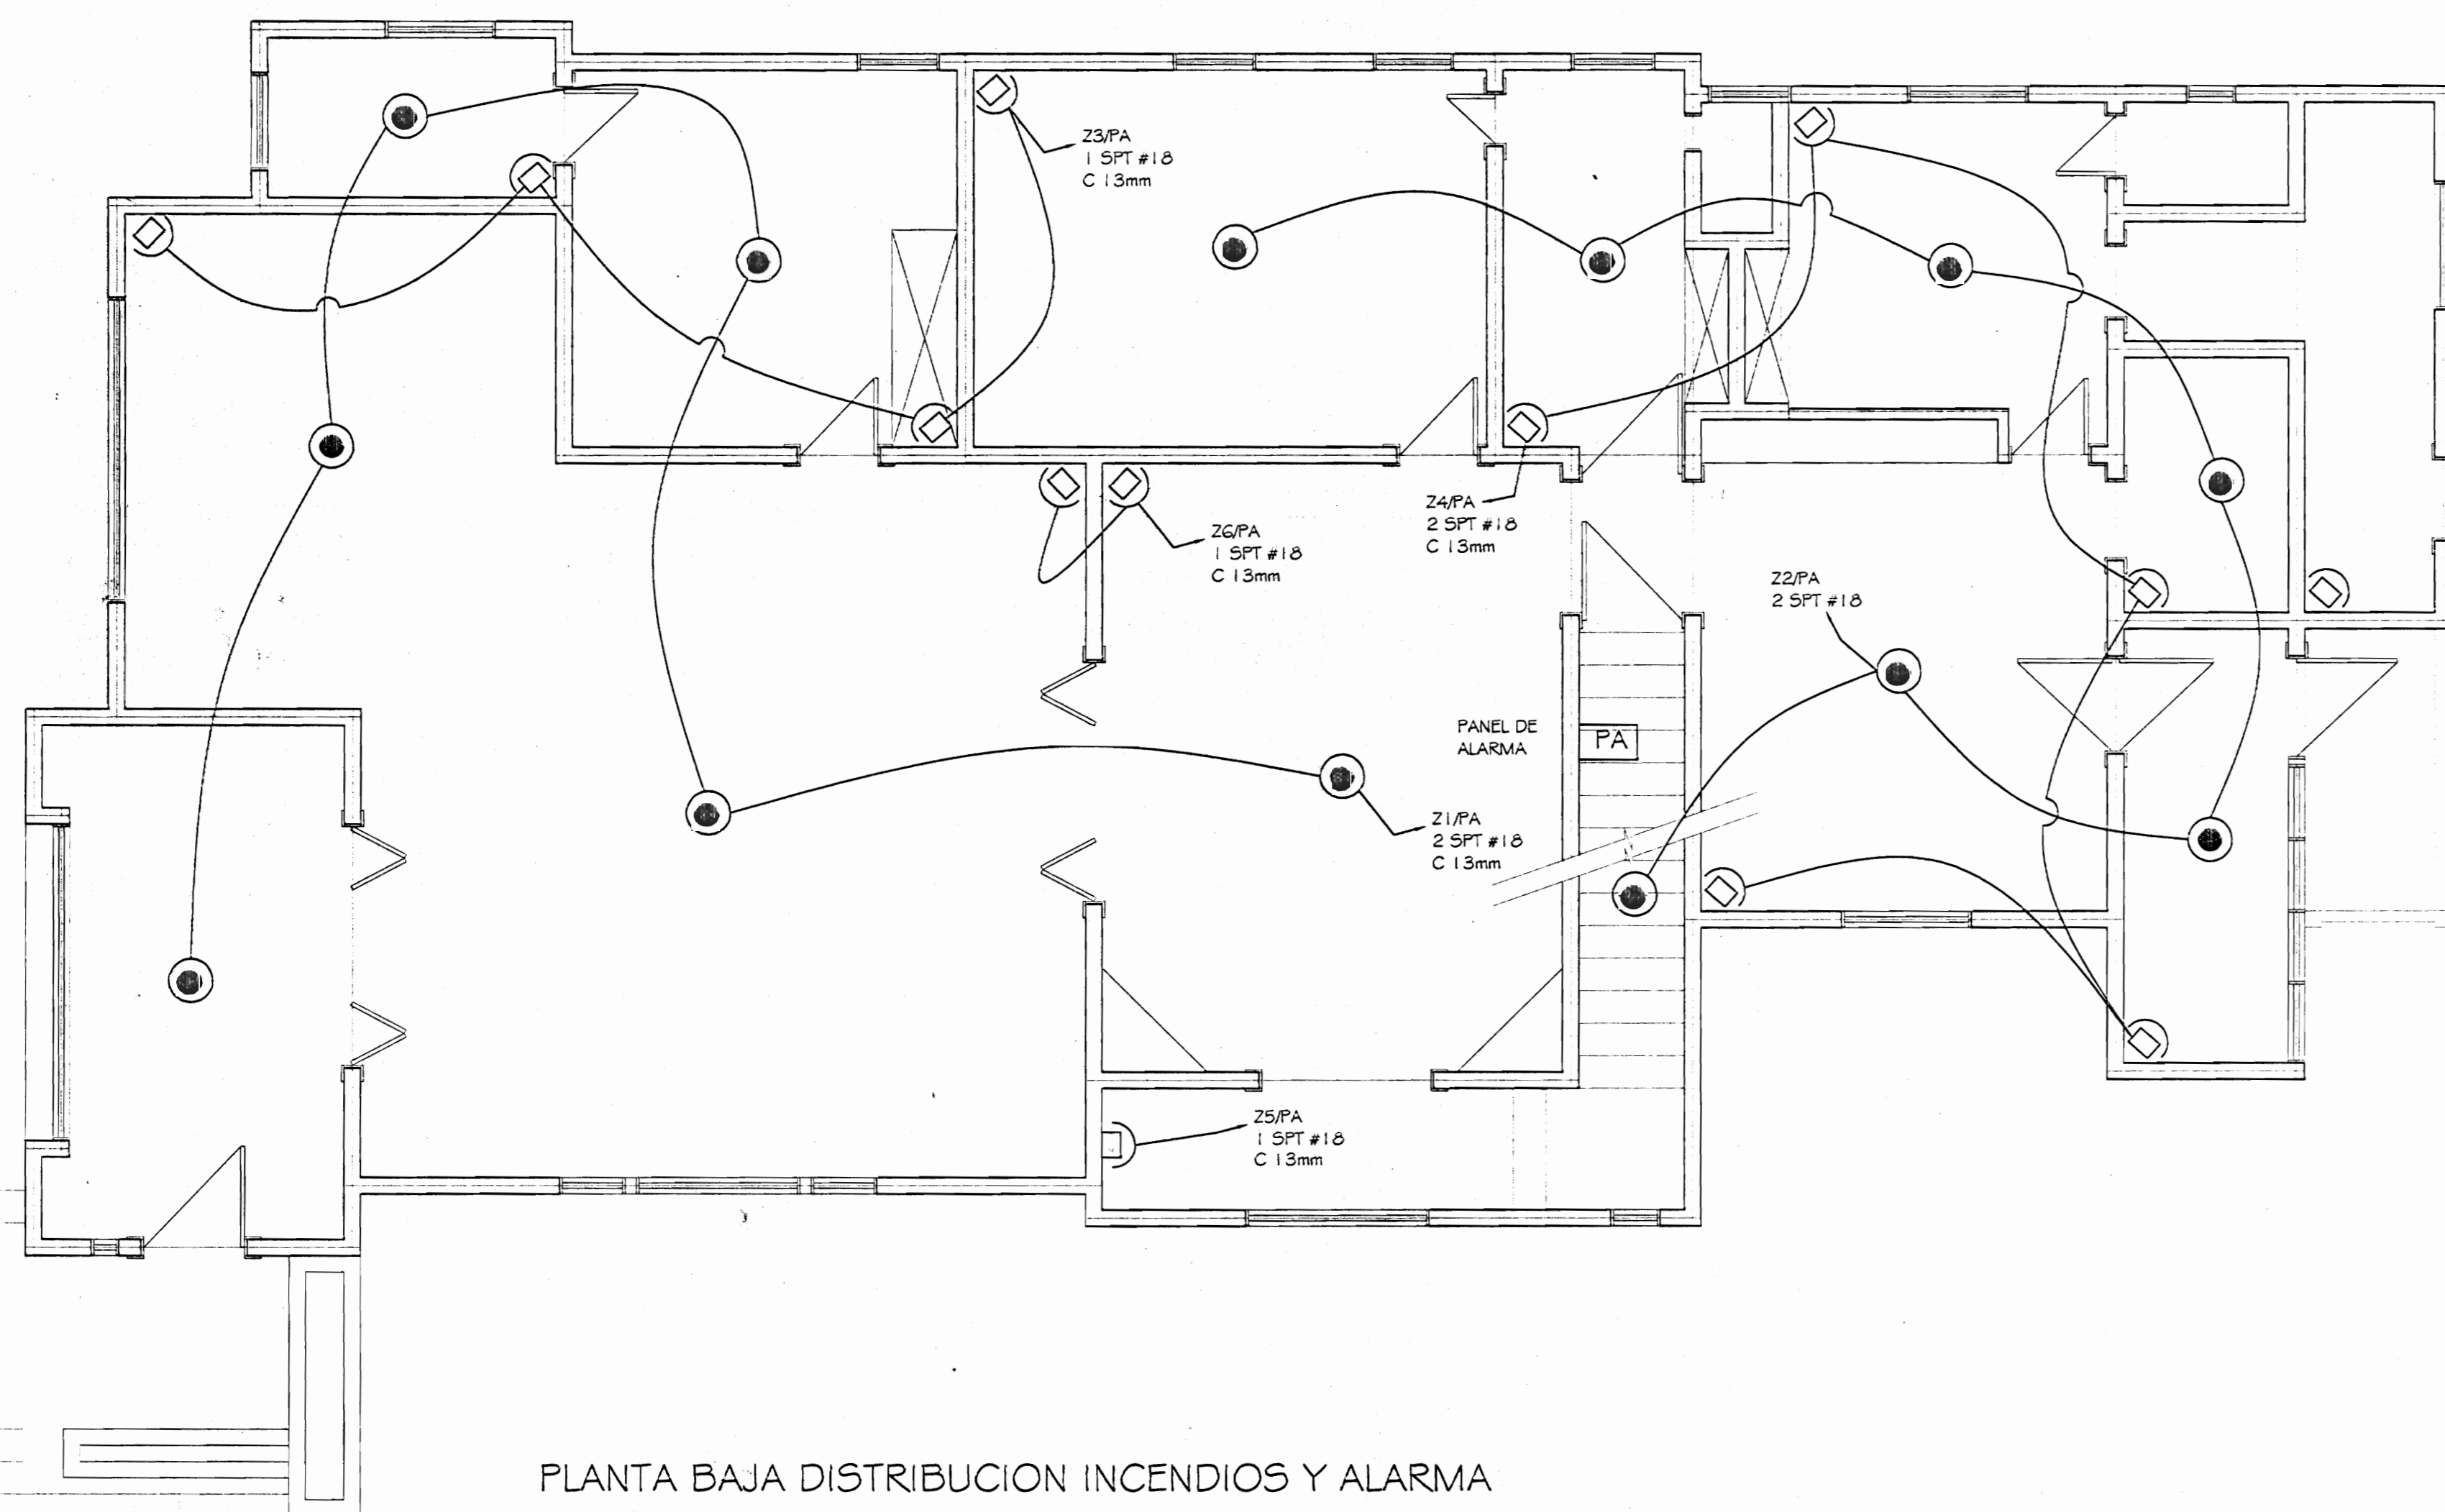 Z3/PA
1 SPT #18
C 13mm
Z4/PA
2 SPT #18
C 13mm
Z6/PA
1 SPT #18
C 13mm
Z2/PA
2 SPT #18
PANEL DE
ALARMA
PA
Z1/PA
2 SPT #18
C 13mm
Z5/PA
1 SPT #18
C 13mm
PLANTA BAJA DISTRIBUCION INCENDIOS Y ALARMA